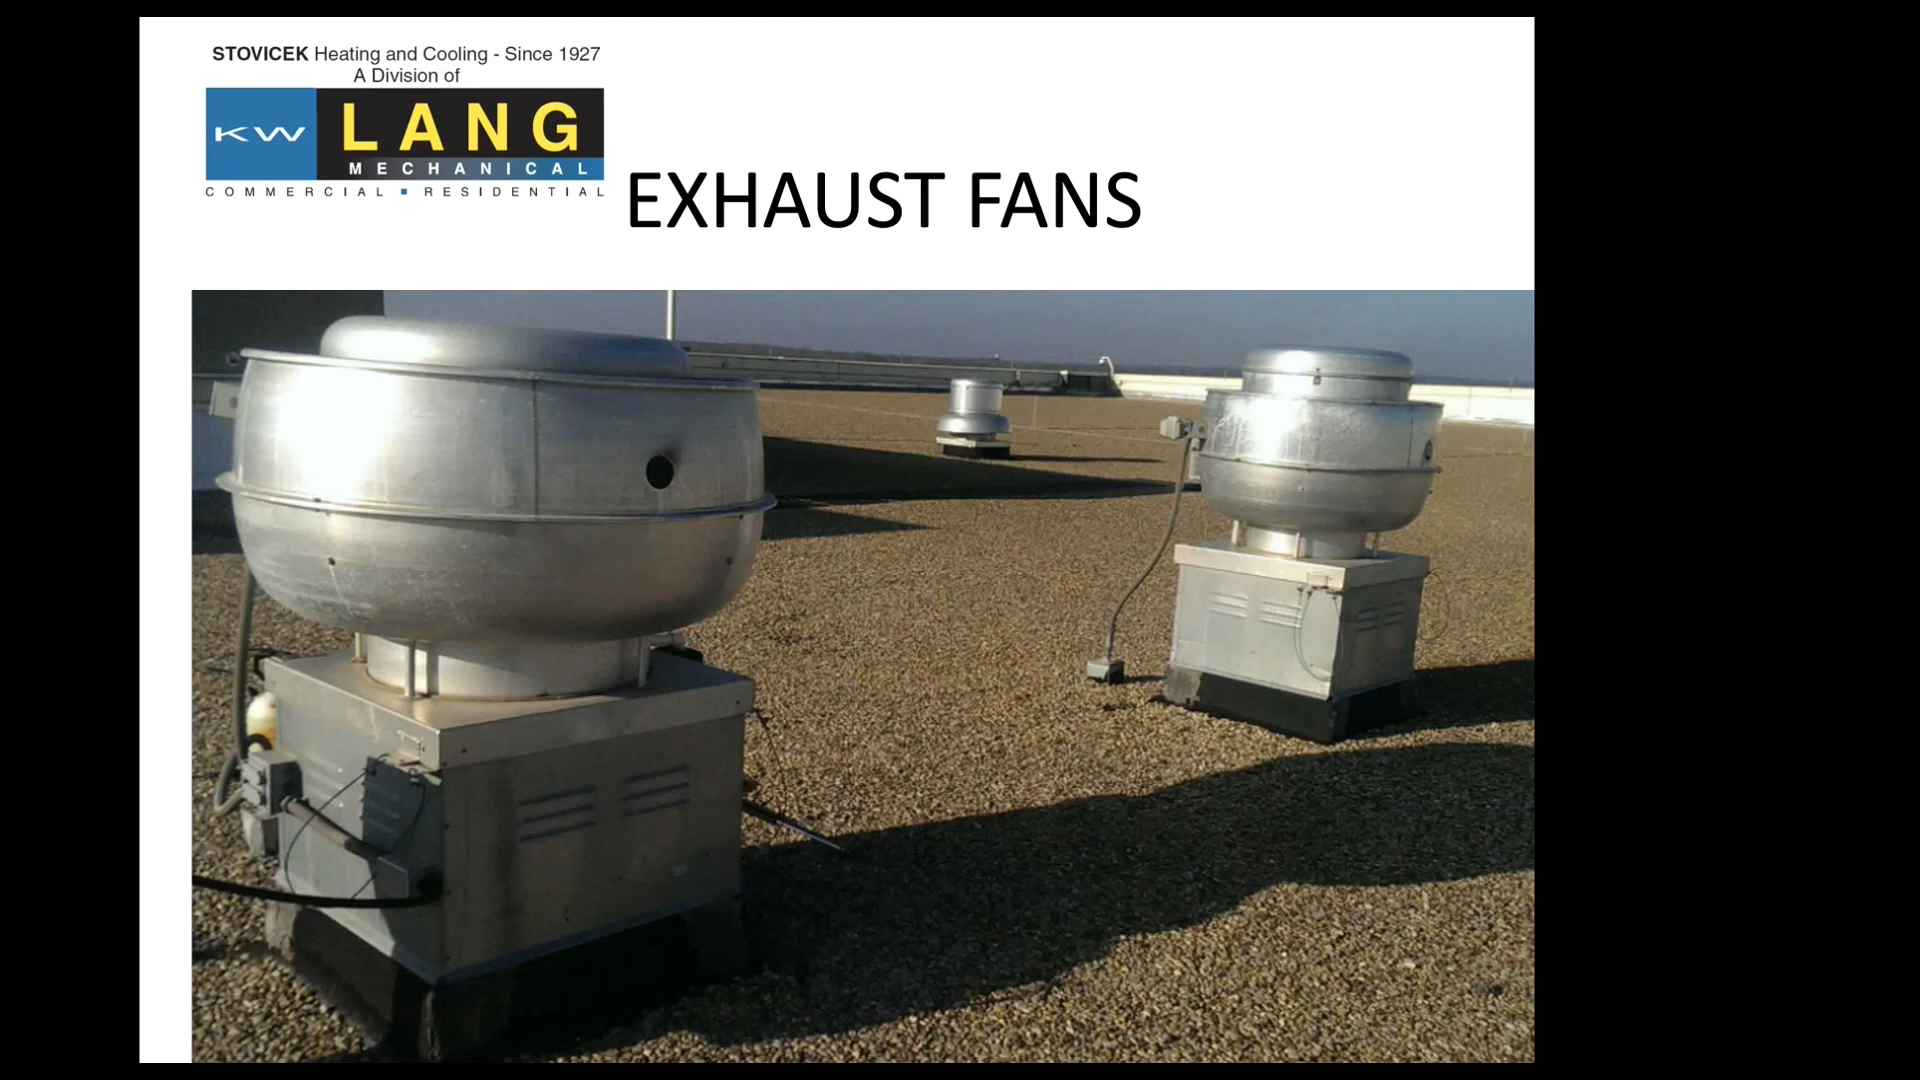 STOVICEK Heating and Cooling - Since 1927
A Division of
KW LANG
MECHANICAL
COMMERCIAL ▪ RESIDENTIAL
EXHAUST FANS